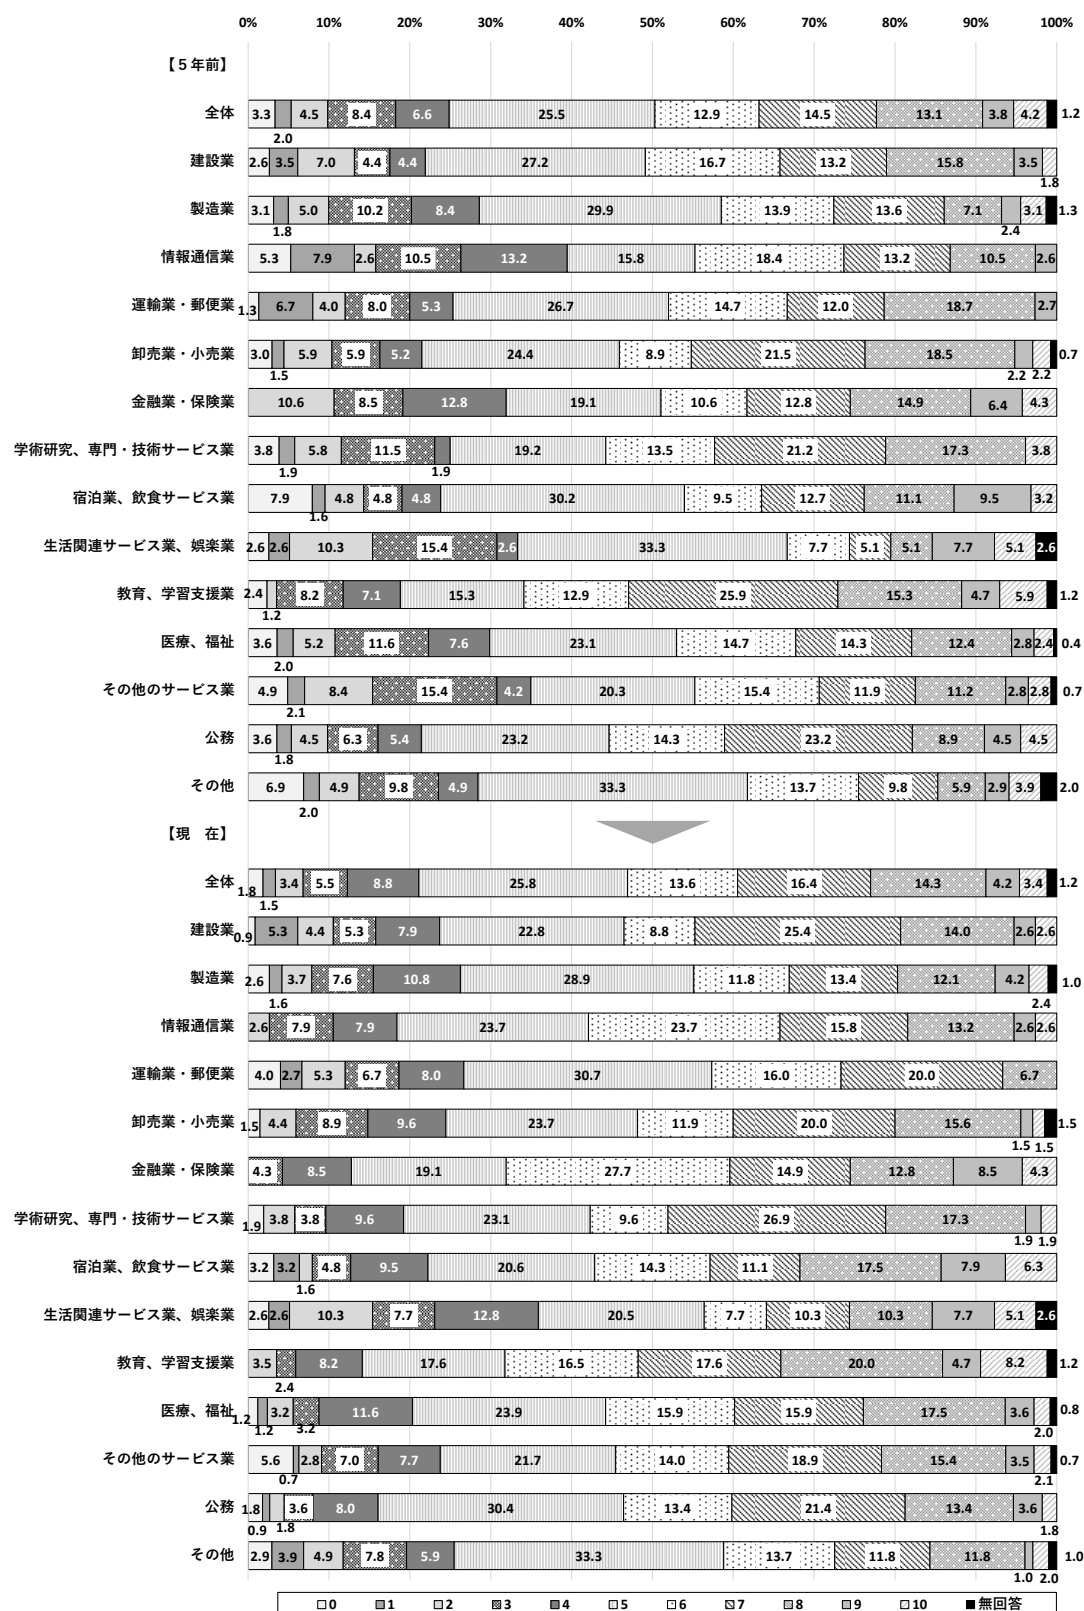 0% 10% 20% 30% 40% 50% 60% 70% 80% 90% 100%
【５年前】
全体 3.3 2.0 4.5 8.4 6.6 25.5 12.9 14.5 13.1 3.8 4.2 1.2
建設業 2.6 3.5 7.0 4.4 4.4 27.2 16.7 13.2 15.8 3.5 1.8
製造業 3.1 1.8 5.0 10.2 8.4 29.9 13.9 13.6 7.1 2.4 3.1 1.3
情報通信業 5.3 7.9 2.6 10.5 13.2 15.8 18.4 13.2 10.5 2.6
運輸業・郵便業 1.3 6.7 4.0 8.0 5.3 26.7 14.7 12.0 18.7 2.7
卸売業・小売業 3.0 1.5 5.9 5.9 5.2 24.4 8.9 21.5 18.5 2.2 2.2 0.7
金融業・保険業 10.6 8.5 12.8 19.1 10.6 12.8 14.9 6.4 4.3
学術研究、専門・技術サービス業 3.8 1.9 5.8 11.5 1.9 19.2 13.5 21.2 17.3 3.8
宿泊業、飲食サービス業 7.9 1.6 4.8 4.8 4.8 30.2 9.5 12.7 11.1 9.5 3.2
生活関連サービス業、娯楽業 2.6 2.6 10.3 15.4 2.6 33.3 7.7 5.1 5.1 7.7 5.1 2.6
教育、学習支援業 2.4 1.2 8.2 7.1 15.3 12.9 25.9 15.3 4.7 5.9 1.2
医療、福祉 3.6 2.0 5.2 11.6 7.6 23.1 14.7 14.3 12.4 2.8 2.4 0.4
その他のサービス業 4.9 2.1 8.4 15.4 4.2 20.3 15.4 11.9 11.2 2.8 2.8 0.7
公務 3.6 1.8 4.5 6.3 5.4 23.2 14.3 23.2 8.9 4.5 4.5
その他 6.9 2.0 4.9 9.8 4.9 33.3 13.7 9.8 5.9 2.9 3.9 2.0
【現　在】
全体 1.8 1.5 3.4 5.5 8.8 25.8 13.6 16.4 14.3 4.2 3.4 1.2
建設業 0.9 5.3 4.4 5.3 7.9 22.8 8.8 25.4 14.0 2.6 2.6
製造業 2.6 1.6 3.7 7.6 10.8 28.9 11.8 13.4 12.1 4.2 2.4 1.0
情報通信業 2.6 7.9 7.9 23.7 23.7 15.8 13.2 2.6 2.6
運輸業・郵便業 4.0 2.7 5.3 6.7 8.0 30.7 16.0 20.0 6.7
卸売業・小売業 1.5 4.4 8.9 9.6 23.7 11.9 20.0 15.6 1.5 1.5 1.5
金融業・保険業 4.3 8.5 19.1 27.7 14.9 12.8 8.5 4.3
学術研究、専門・技術サービス業 1.9 3.8 3.8 9.6 23.1 9.6 26.9 17.3 1.9 1.9
宿泊業、飲食サービス業 3.2 3.2 1.6 4.8 9.5 20.6 14.3 11.1 17.5 7.9 6.3
生活関連サービス業、娯楽業 2.6 2.6 10.3 7.7 12.8 20.5 7.7 10.3 10.3 7.7 5.1 2.6
教育、学習支援業 3.5 2.4 8.2 17.6 16.5 17.6 20.0 4.7 8.2 1.2
医療、福祉 1.2 1.2 3.2 3.2 11.6 23.9 15.9 15.9 17.5 3.6 2.0 0.8
その他のサービス業 5.6 0.7 2.8 7.0 7.7 21.7 14.0 18.9 15.4 3.5 2.1 0.7
公務 1.8 0.9 1.8 3.6 8.0 30.4 13.4 21.4 13.4 3.6 1.8
その他 2.9 3.9 4.9 7.8 5.9 33.3 13.7 11.8 11.8 1.0 2.0 1.0
0 1 2 3 4 5 6 7 8 9 10 無回答